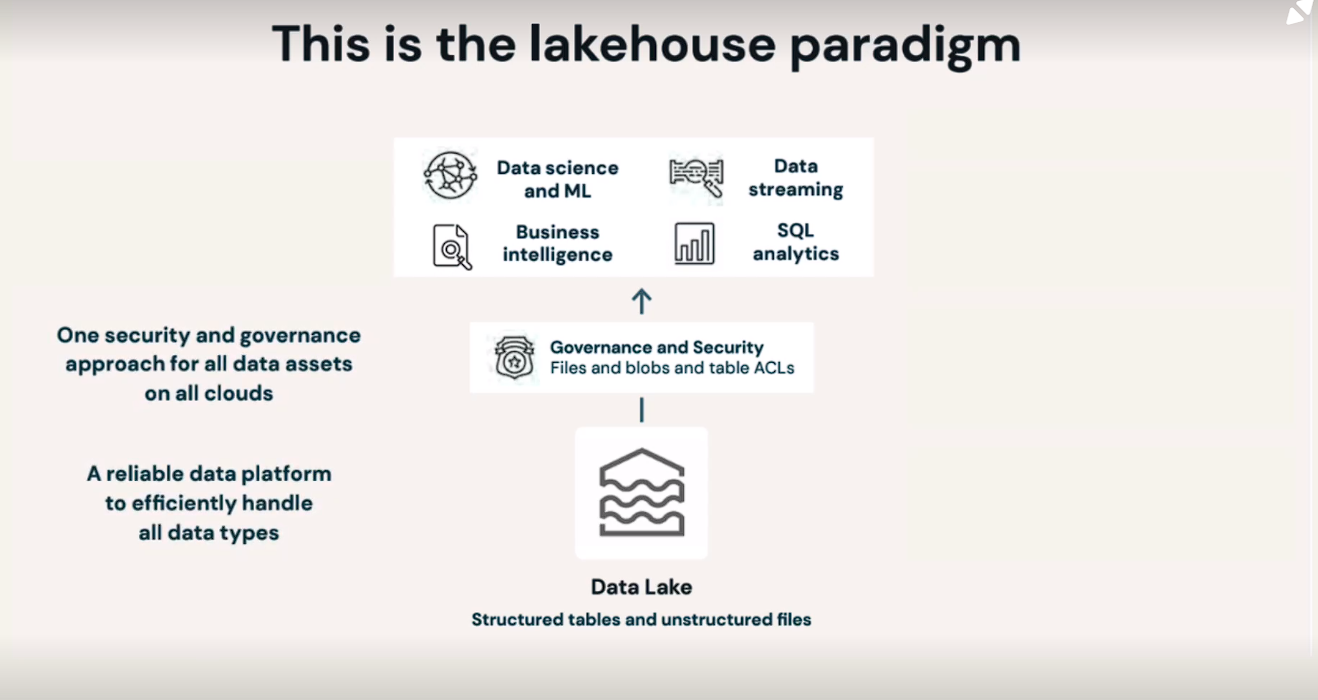 This is the lakehouse paradigm
Data science
and ML
Data
streaming
Business
intelligence
SQL
analytics
One security and governance
approach for all data assets
on all clouds
Governance and Security
Files and blobs and table ACLs
A reliable data platform
to efficiently handle
all data types
Data Lake
Structured tables and unstructured files